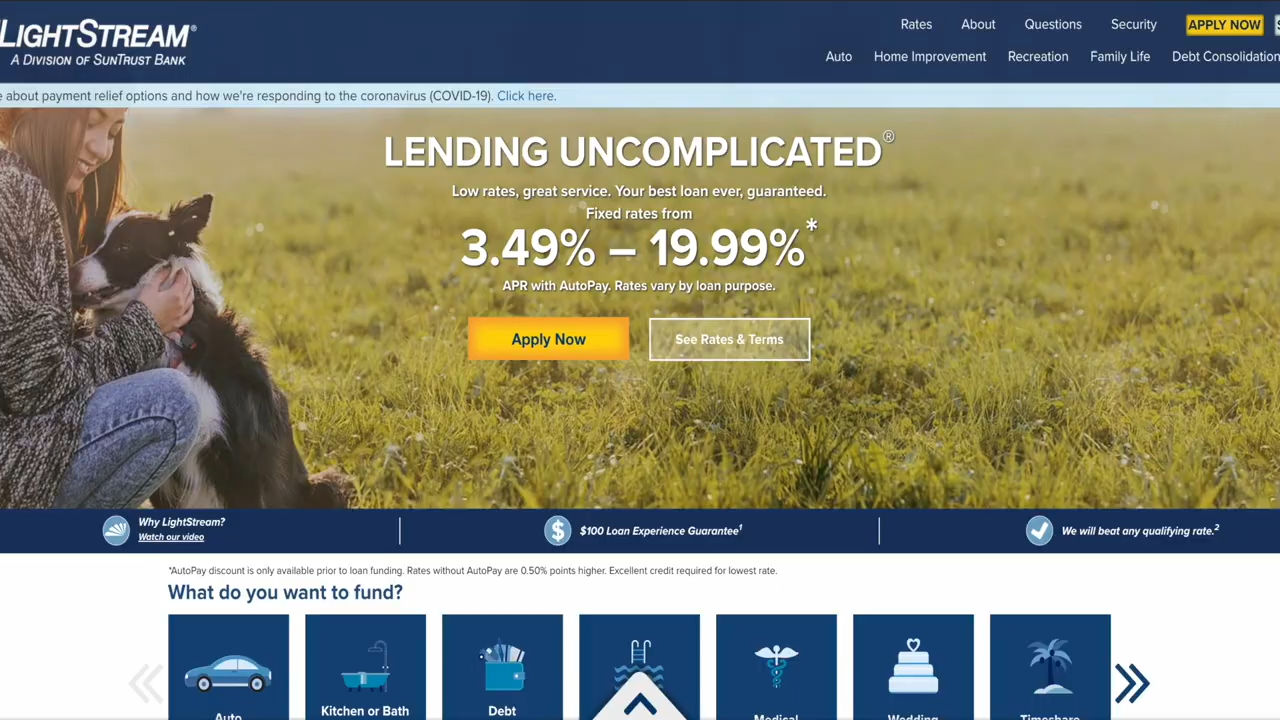 LIGHTSTREAM®
A DIVISION OF SUNTRUST BANK
Rates About Questions Security APPLY NOW
Auto Home Improvement Recreation Family Life Debt Consolidation
about payment relief options and how we're responding to the coronavirus (COVID-19). Click here.
LENDING UNCOMPLICATED®
Low rates, great service. Your best loan ever, guaranteed.
Fixed rates from
3.49% – 19.99%*
APR with AutoPay. Rates vary by loan purpose.
Apply Now See Rates & Terms
Why LightStream?
Watch our video
$100 Loan Experience Guarantee1
We will beat any qualifying rate.2
*AutoPay discount is only available prior to loan funding. Rates without AutoPay are 0.50% points higher. Excellent credit required for lowest rate.
What do you want to fund?
Auto Kitchen or Bath Debt Medical Wedding Timeshare